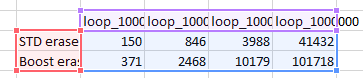 loop_1000 loop_1000 loop_1000 loop_1000000
STD erase 150 846 3988 41432
Boost eras 371 2468 10179 101718